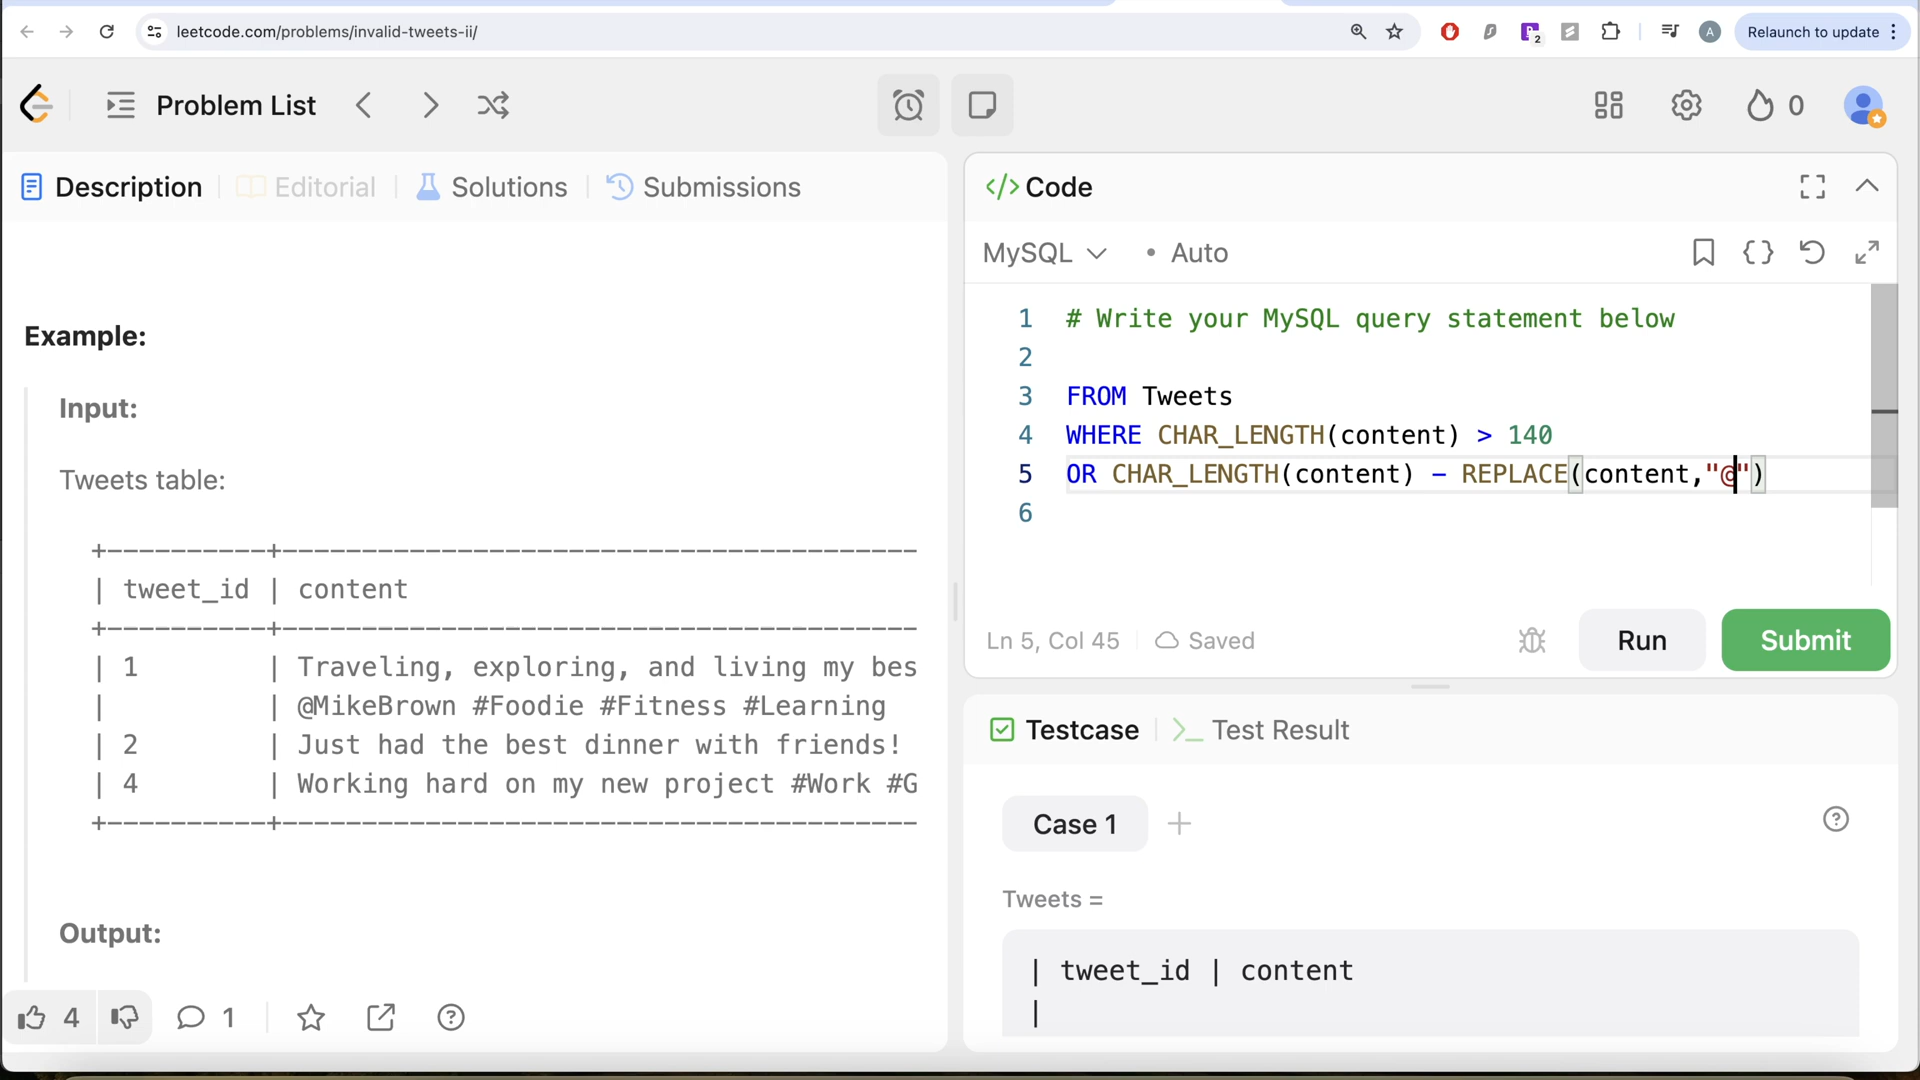 leetcode.com/problems/invalid-tweets-ii/
2
A
Relaunch to update
Problem List
0
Description
Editorial
Solutions
Submissions
Example:
Input:
Tweets table:
+----------+----------------------------------------
| tweet_id | content
+----------+----------------------------------------
| 1 | Traveling, exploring, and living my bes
| | @MikeBrown #Foodie #Fitness #Learning
| 2 | Just had the best dinner with friends!
| 4 | Working hard on my new project #Work #G
+----------+----------------------------------------
Output:
4
1
</> Code
MySQL
• Auto
1 # Write your MySQL query statement below
2
3 FROM Tweets
4 WHERE CHAR_LENGTH(content) > 140
5 OR CHAR_LENGTH(content) - REPLACE(content,"@")
6
Ln 5, Col 45
Saved
Run
Submit
Testcase
Test Result
Case 1
Tweets =
| tweet_id | content
|